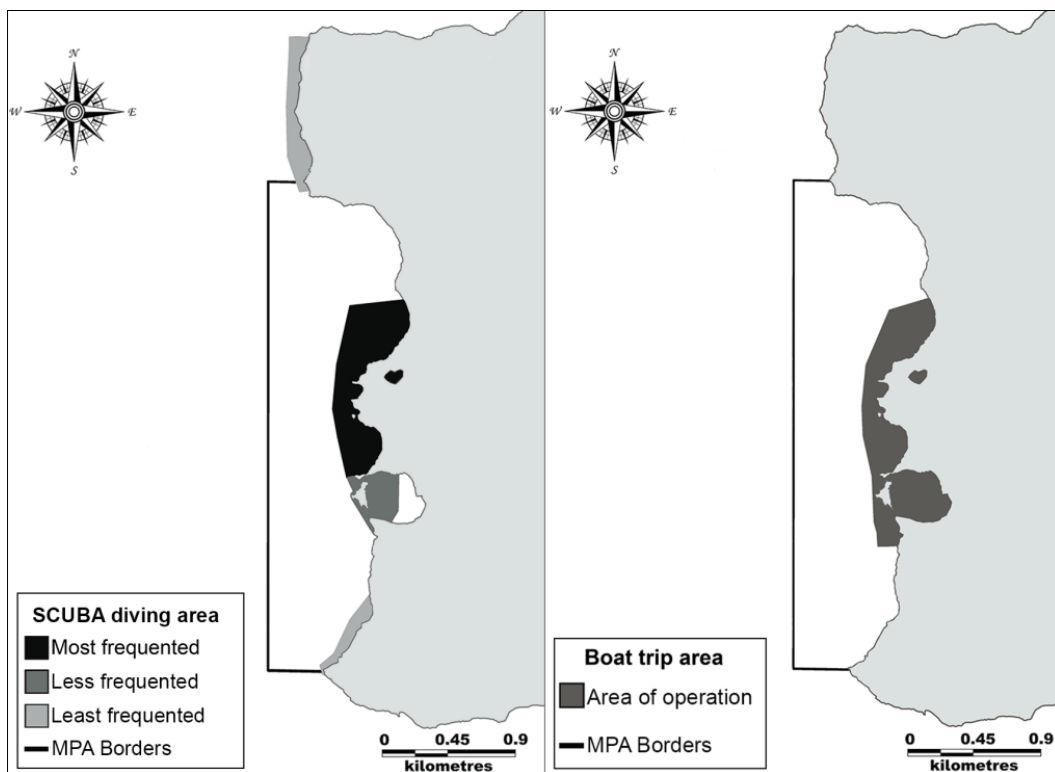 N
W
E
S
SCUBA diving area
Most frequented
Less frequented
Least frequented
MPA Borders
0 0.45 0.9
kilometres
N
W
E
S
Boat trip area
Area of operation
MPA Borders
0 0.45 0.9
kilometres